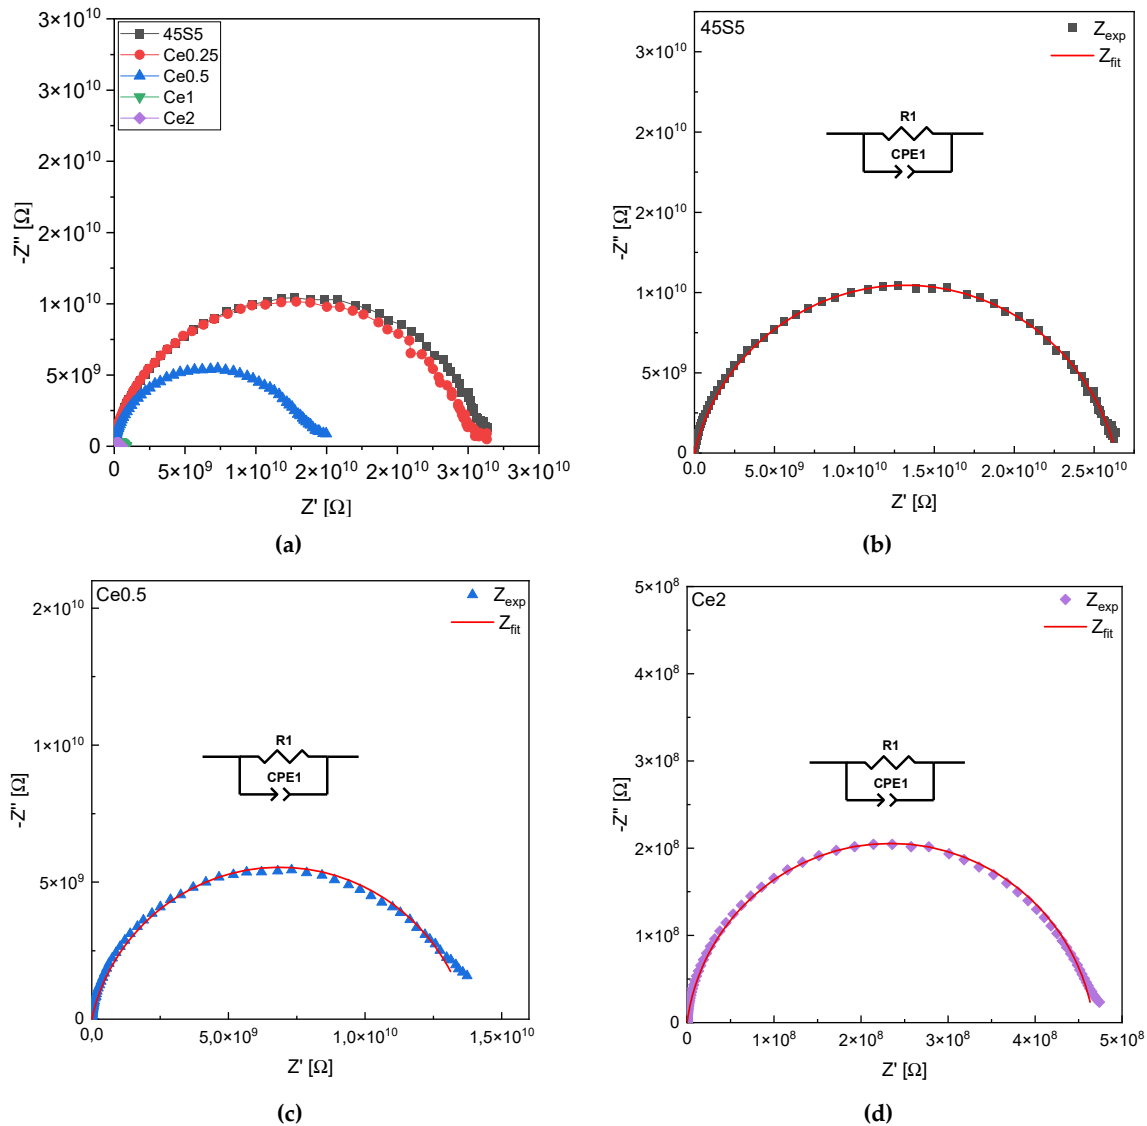 3×10¹⁰
3×10¹⁰
2×10¹⁰
2×10¹⁰
1×10¹⁰
5×10⁹
0
-Z'' [Ω]
45S5
Ce0.25
Ce0.5
Ce1
Ce2
0 5×10⁹ 1×10¹⁰ 2×10¹⁰ 2×10¹⁰ 3×10¹⁰ 3×10¹⁰
Z' [Ω]
(a)
45S5
Z_exp
Z_fit
3×10¹⁰
2×10¹⁰
2×10¹⁰
1×10¹⁰
5×10⁹
0
-Z'' [Ω]
R1
CPE1
0.0 5.0×10⁹ 1.0×10¹⁰ 1.5×10¹⁰ 2.0×10¹⁰ 2.5×10¹⁰
Z' [Ω]
(b)
Ce0.5
Z_exp
Z_fit
2×10¹⁰
1×10¹⁰
5×10⁹
0
-Z'' [Ω]
R1
CPE1
0,0 5,0×10⁹ 1,0×10¹⁰ 1,5×10¹⁰
Z' [Ω]
(c)
Ce2
Z_exp
Z_fit
5×10⁸
4×10⁸
3×10⁸
2×10⁸
1×10⁸
0
-Z'' [Ω]
R1
CPE1
0 1×10⁸ 2×10⁸ 3×10⁸ 4×10⁸ 5×10⁸
Z' [Ω]
(d)